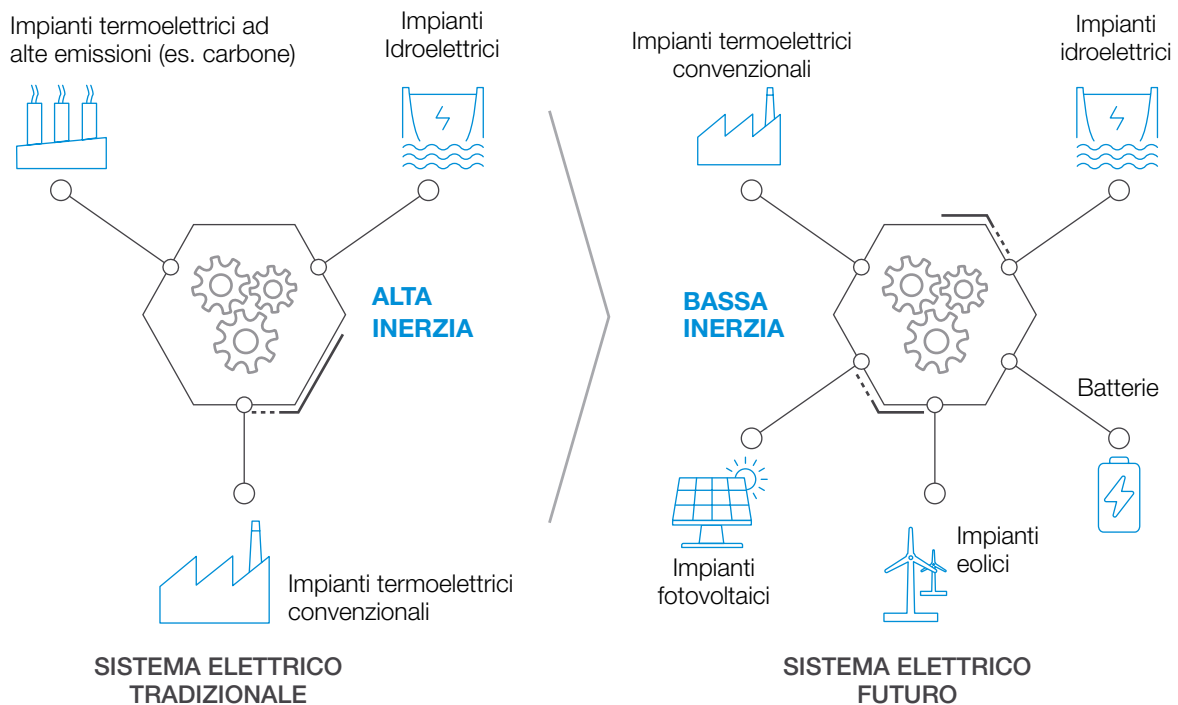 Impianti termoelettrici ad
alte emissioni (es. carbone)
Impianti
Idroelettrici
ALTA
INERZIA
Impianti termoelettrici
convenzionali
SISTEMA ELETTRICO
TRADIZIONALE
Impianti termoelettrici
convenzionali
Impianti
idroelettrici
BASSA
INERZIA
Batterie
Impianti
fotovoltaici
Impianti
eolici
SISTEMA ELETTRICO
FUTURO